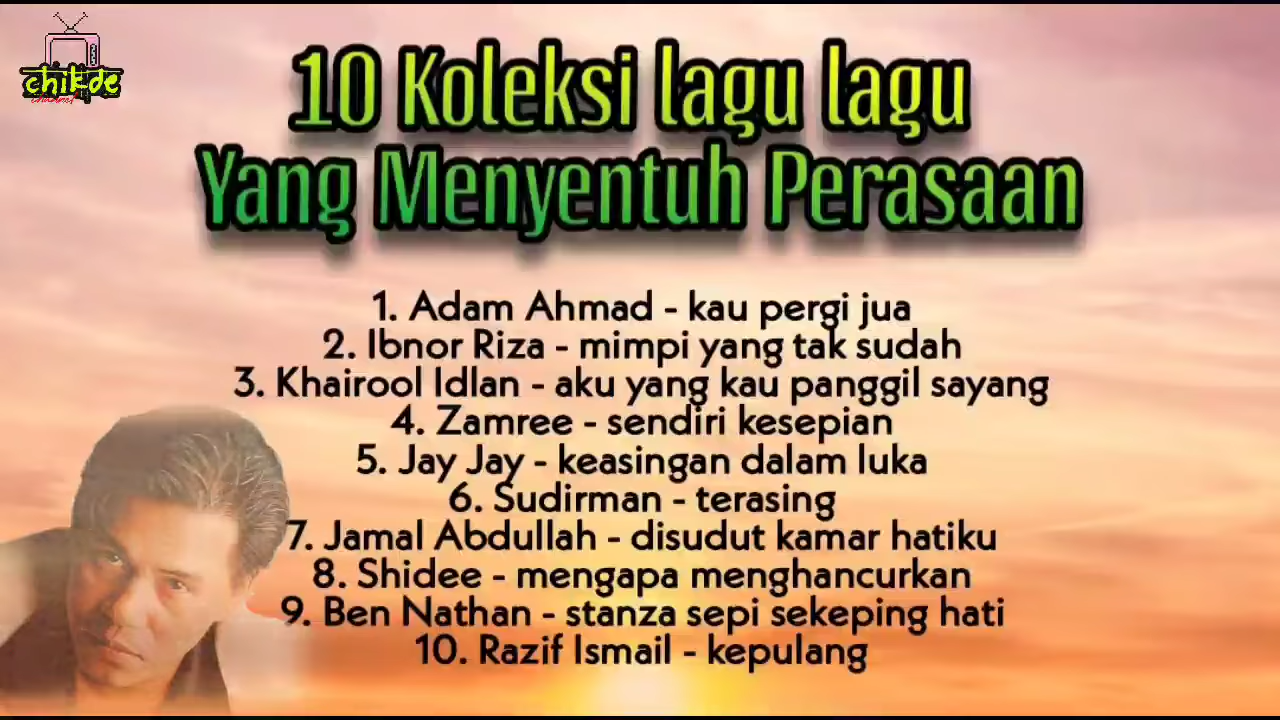 chikde
channel
10 Koleksi lagu lagu
Yang Menyentuh Perasaan
1. Adam Ahmad - kau pergi jua
2. Ibnor Riza - mimpi yang tak sudah
3. Khairool Idlan - aku yang kau panggil sayang
4. Zamree - sendiri kesepian
5. Jay Jay - keasingan dalam luka
6. Sudirman - terasing
7. Jamal Abdullah - disudut kamar hatiku
8. Shidee - mengapa menghancurkan
9. Ben Nathan - stanza sepi sekeping hati
10. Razif Ismail - kepulang